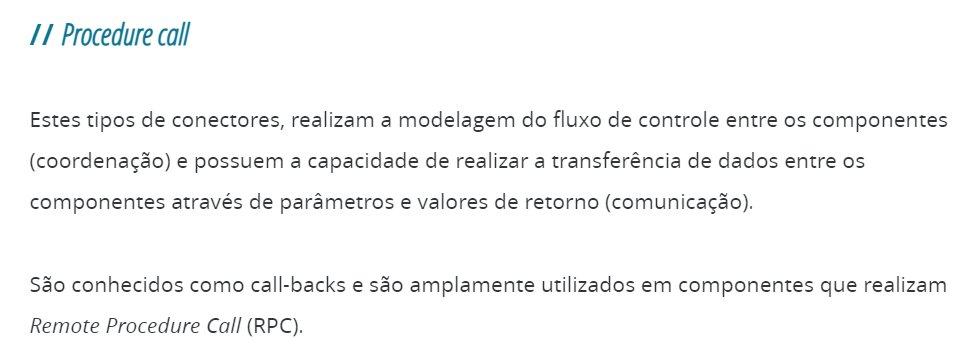 // Procedure call
Estes tipos de conectores, realizam a modelagem do fluxo de controle entre os componentes
(coordenação) e possuem a capacidade de realizar a transferência de dados entre os
componentes através de parâmetros e valores de retorno (comunicação).
São conhecidos como call-backs e são amplamente utilizados em componentes que realizam
Remote Procedure Call (RPC).